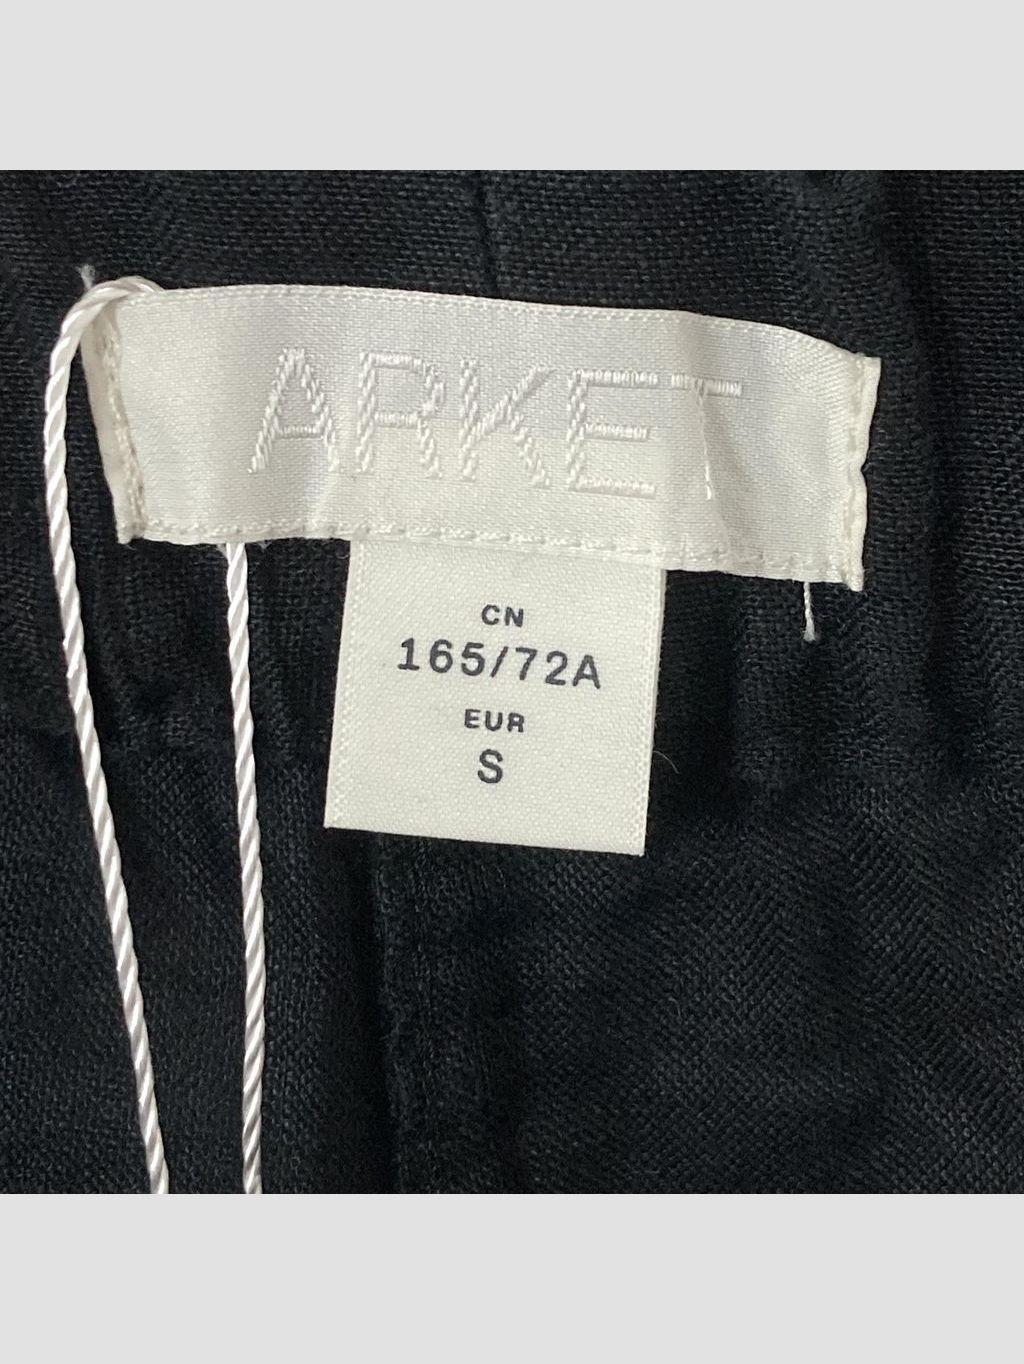 ARKET
CN
165/72A
EUR
S